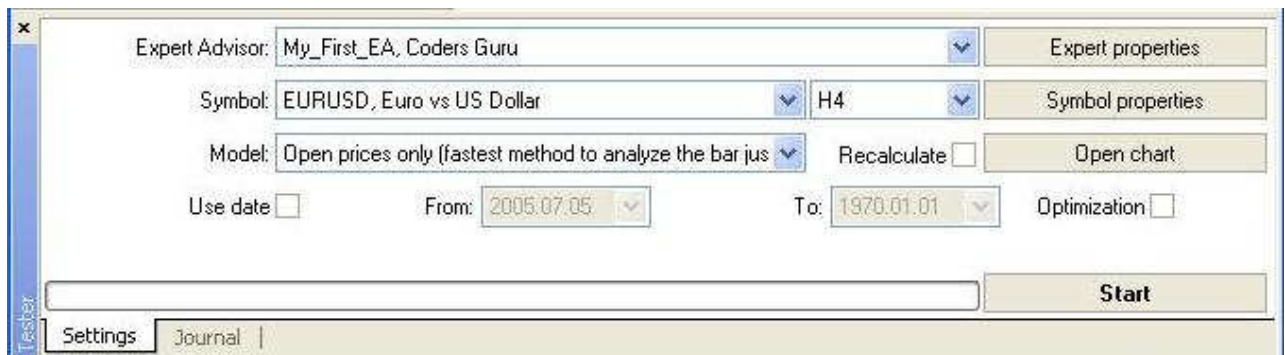 Expert Advisor: My_First_EA, Coders Guru Expert properties
Symbol: EURUSD, Euro vs US Dollar H4 Symbol properties
Model: Open prices only (fastest method to analyze the bar jus Recalculate Open chart
Use date From: 2005.07.05 To: 1970.01.01 Optimization
Start
Tester
Settings Journal